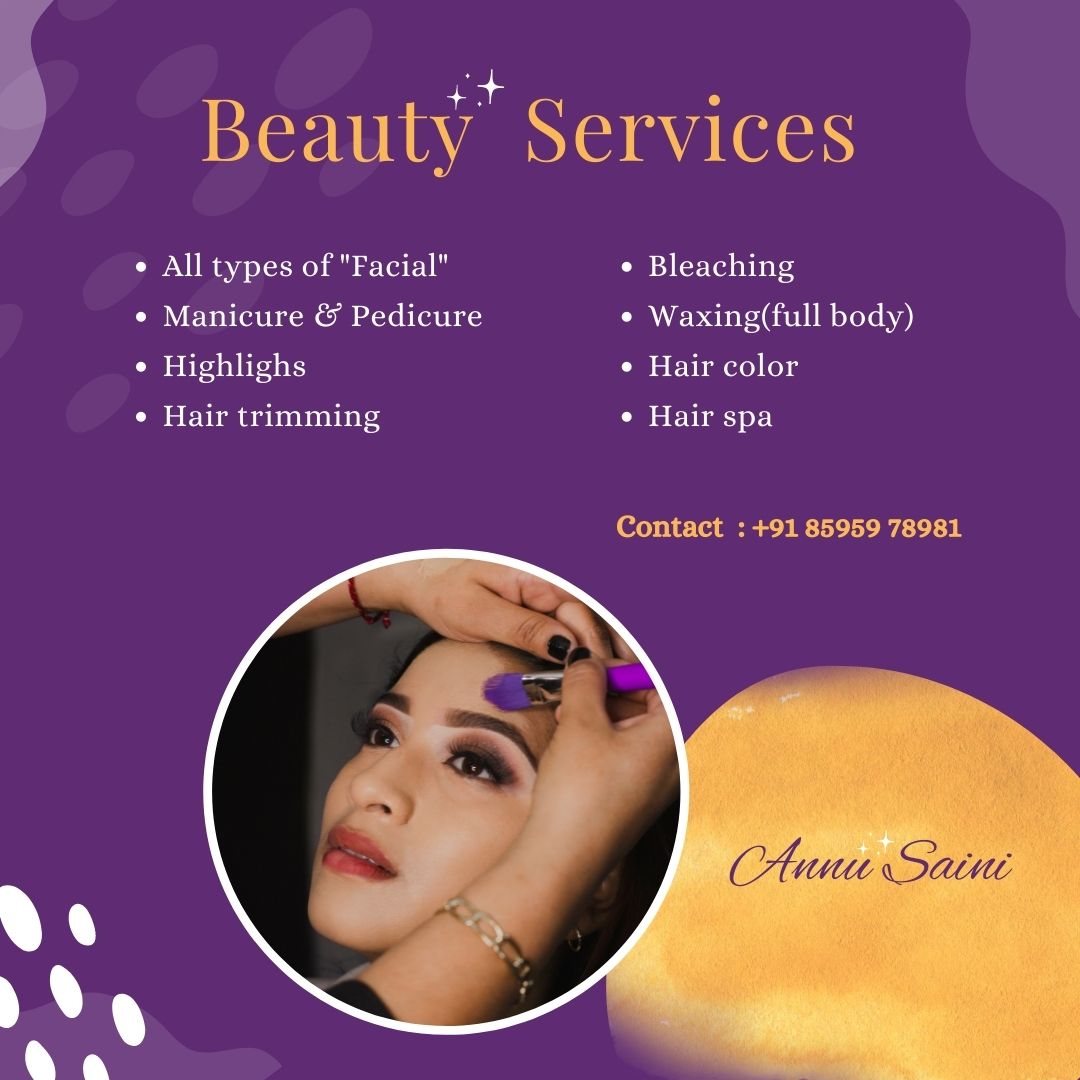 Beauty Services
All types of "Facial"
Manicure & Pedicure
Highlighs
Hair trimming
Bleaching
Waxing(full body)
Hair color
Hair spa
Contact : +91 85959 78981
Annu Saini